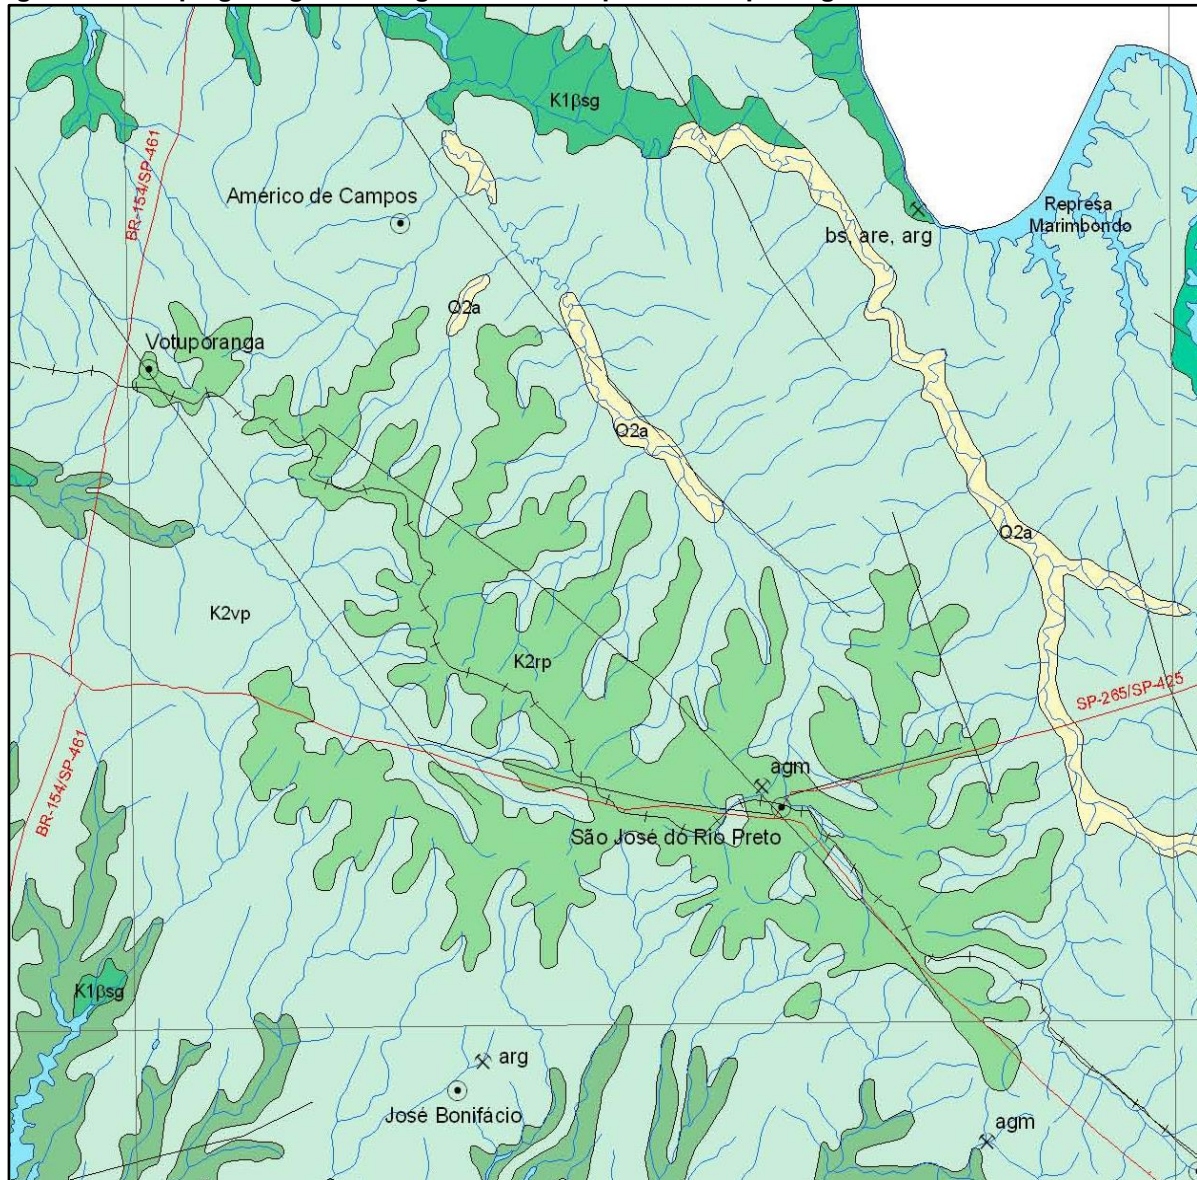 K1βsg
BR-154/SP-461
Américo de Campos
bs, are, arg
Represa
Marimbondo
Q2a
Votuporanga
Q2a
Q2a
K2vp
K2rp
SP-265/SP-425
BR-154/SP-461
agm
São José do Rio Preto
K1βsg
arg
José Bonifácio
agm